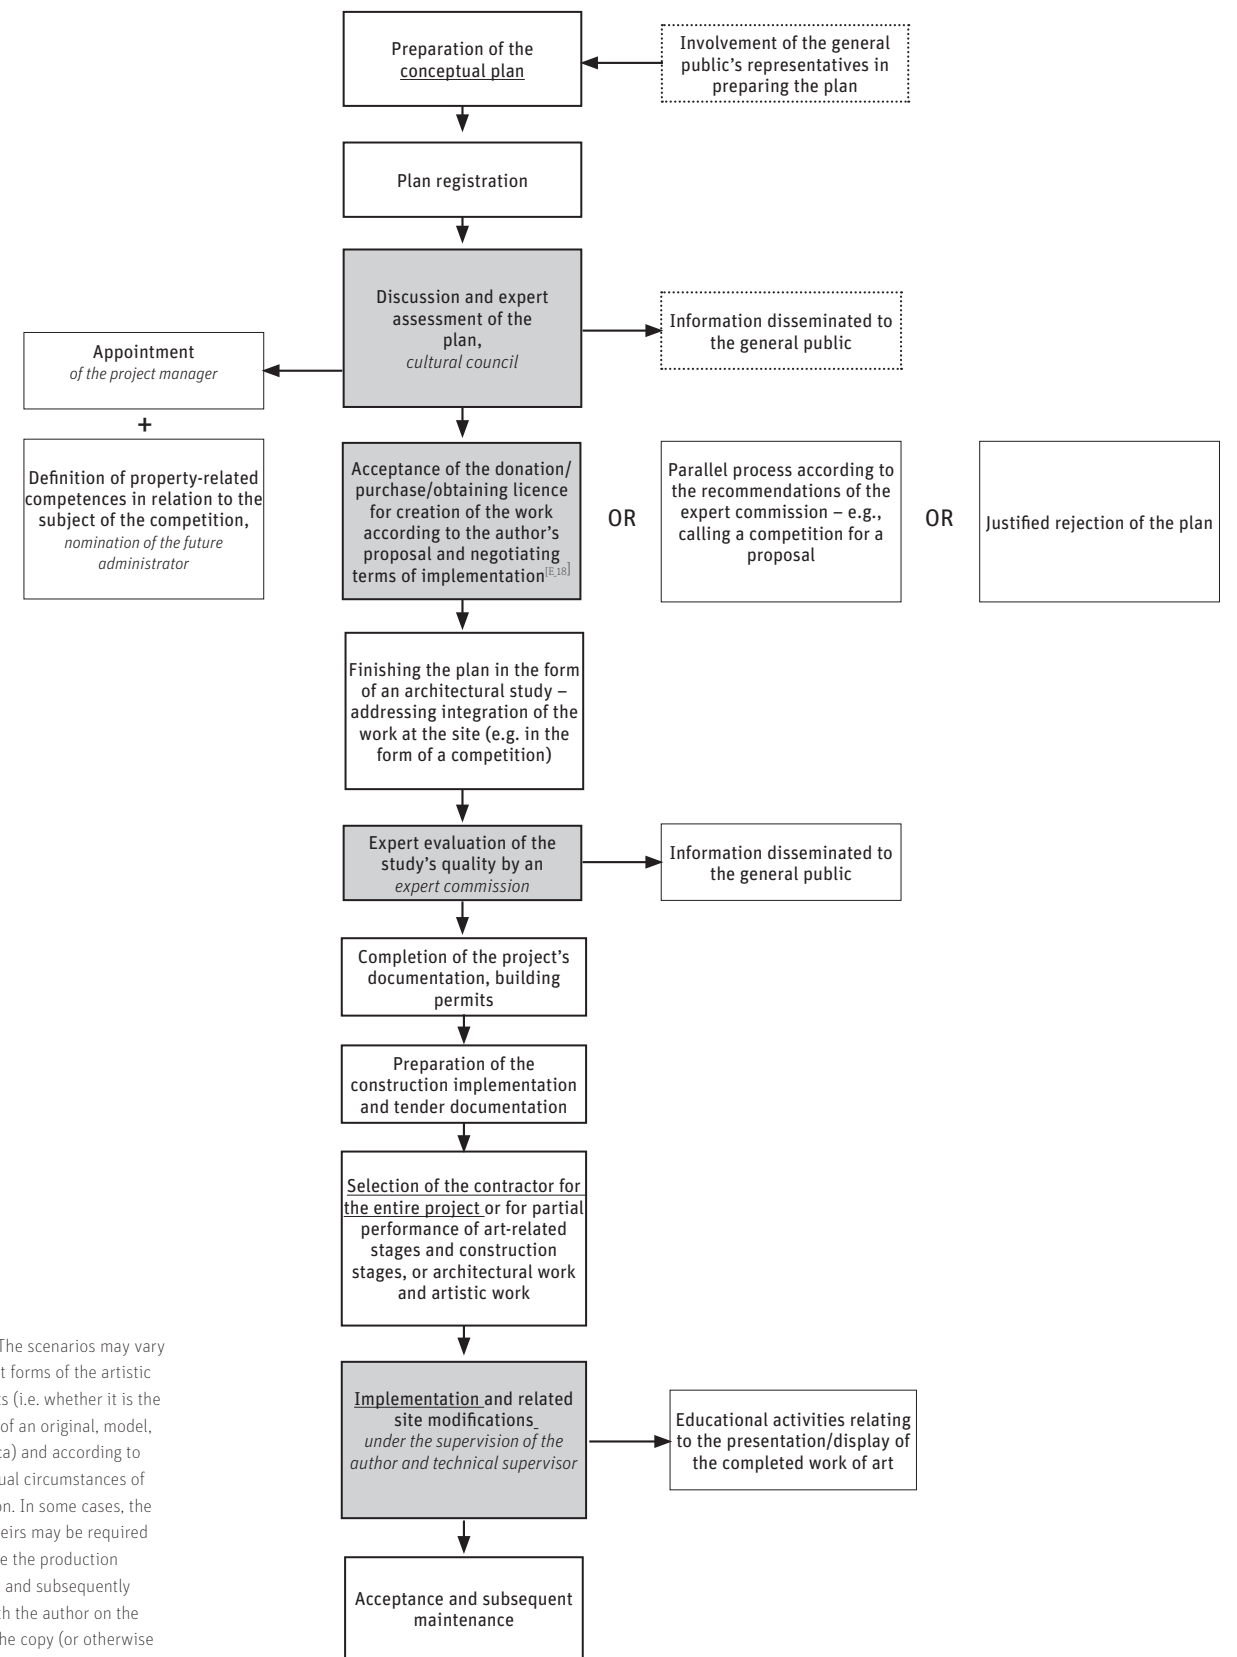 Preparation of the
conceptual plan
Involvement of the general
public's representatives in
preparing the plan
Plan registration
Discussion and expert
assessment of the
plan,
cultural council
Information disseminated to
the general public
Appointment
of the project manager
+
Definition of property-related
competences in relation to the
subject of the competition,
nomination of the future
administrator
Acceptance of the donation/
purchase/obtaining licence
for creation of the work
according to the author's
proposal and negotiating
terms of implementation[E_18]
OR
Parallel process according to
the recommendations of the
expert commission – e.g.,
calling a competition for a
proposal
OR
Justified rejection of the plan
Finishing the plan in the form
of an architectural study –
addressing integration of the
work at the site (e.g. in the
form of a competition)
Expert evaluation of the
study's quality by an
expert commission
Information disseminated to
the general public
Completion of the project's
documentation, building
permits
Preparation of the
construction implementation
and tender documentation
Selection of the contractor for
the entire project or for partial
performance of art-related
stages and construction
stages, or architectural work
and artistic work
Implementation and related
site modifications
under the supervision of the
author and technical supervisor
Educational activities relating
to the presentation/display of
the completed work of art
Acceptance and subsequent
maintenance
The scenarios may vary
forms of the artistic
(i.e. whether it is the
of an original, model,
and according to
circumstances of
In some cases, the
may be required
the production
and subsequently
the author on the
the copy (or otherwise